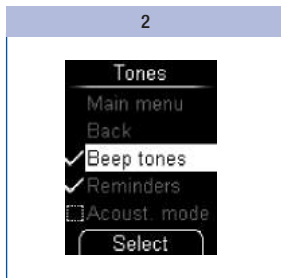 2
Tones
Main menu
Back
Beep tones
Reminders
Acoust. mode
Select